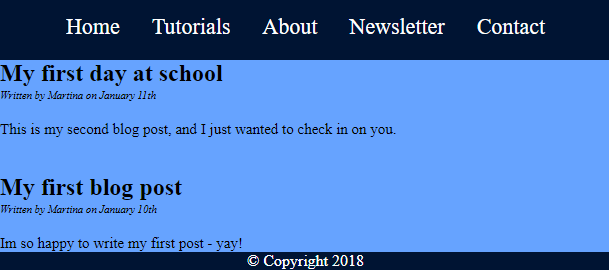 Home Tutorials About Newsletter Contact
My first day at school
Written by Martina on January 11th
This is my second blog post, and I just wanted to check in on you.
My first blog post
Written by Martina on January 10th
Im so happy to write my first post - yay!
© Copyright 2018